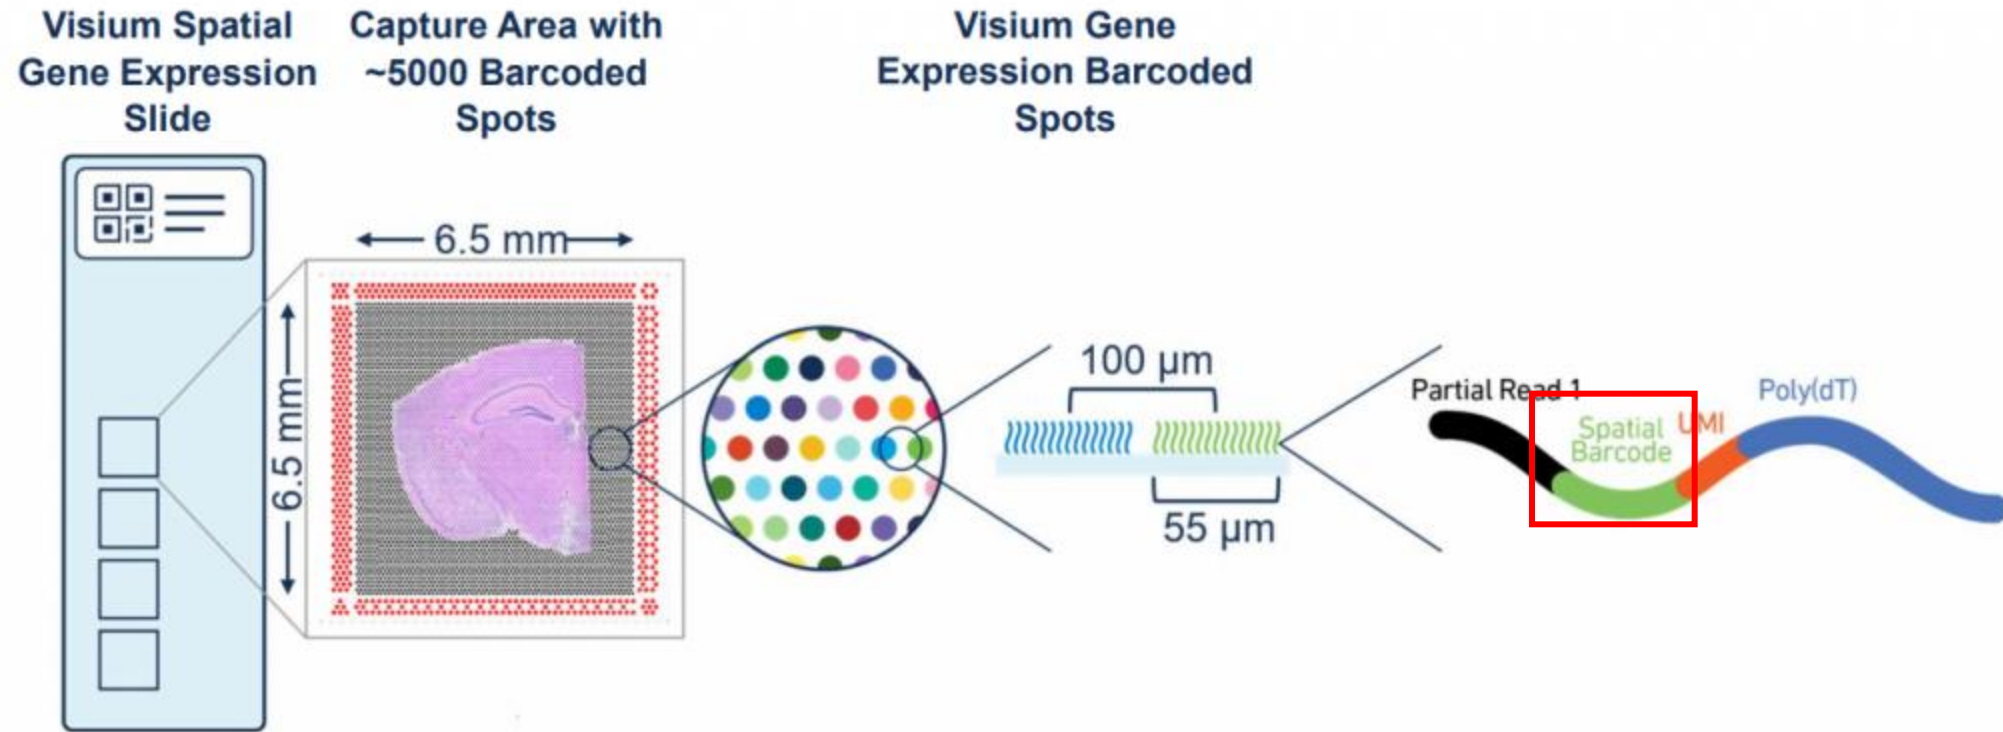 Visium Spatial
Gene Expression
Slide
Capture Area with
~5000 Barcoded
Spots
Visium Gene
Expression Barcoded
Spots
6.5 mm
6.5 mm
100 µm
55 µm
Partial Read 1
Spatial
Barcode
UMI
Poly(dT)